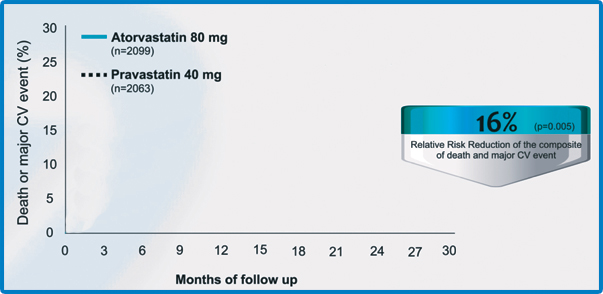 30
25
20
15
10
5
0
Death or major CV event (%)
Atorvastatin 80 mg
(n=2099)
Pravastatin 40 mg
(n=2063)
16% (p=0.005)
Relative Risk Reduction of the composite
of death and major CV event
0 3 6 9 12 15 18 21 24 27 30
Months of follow up